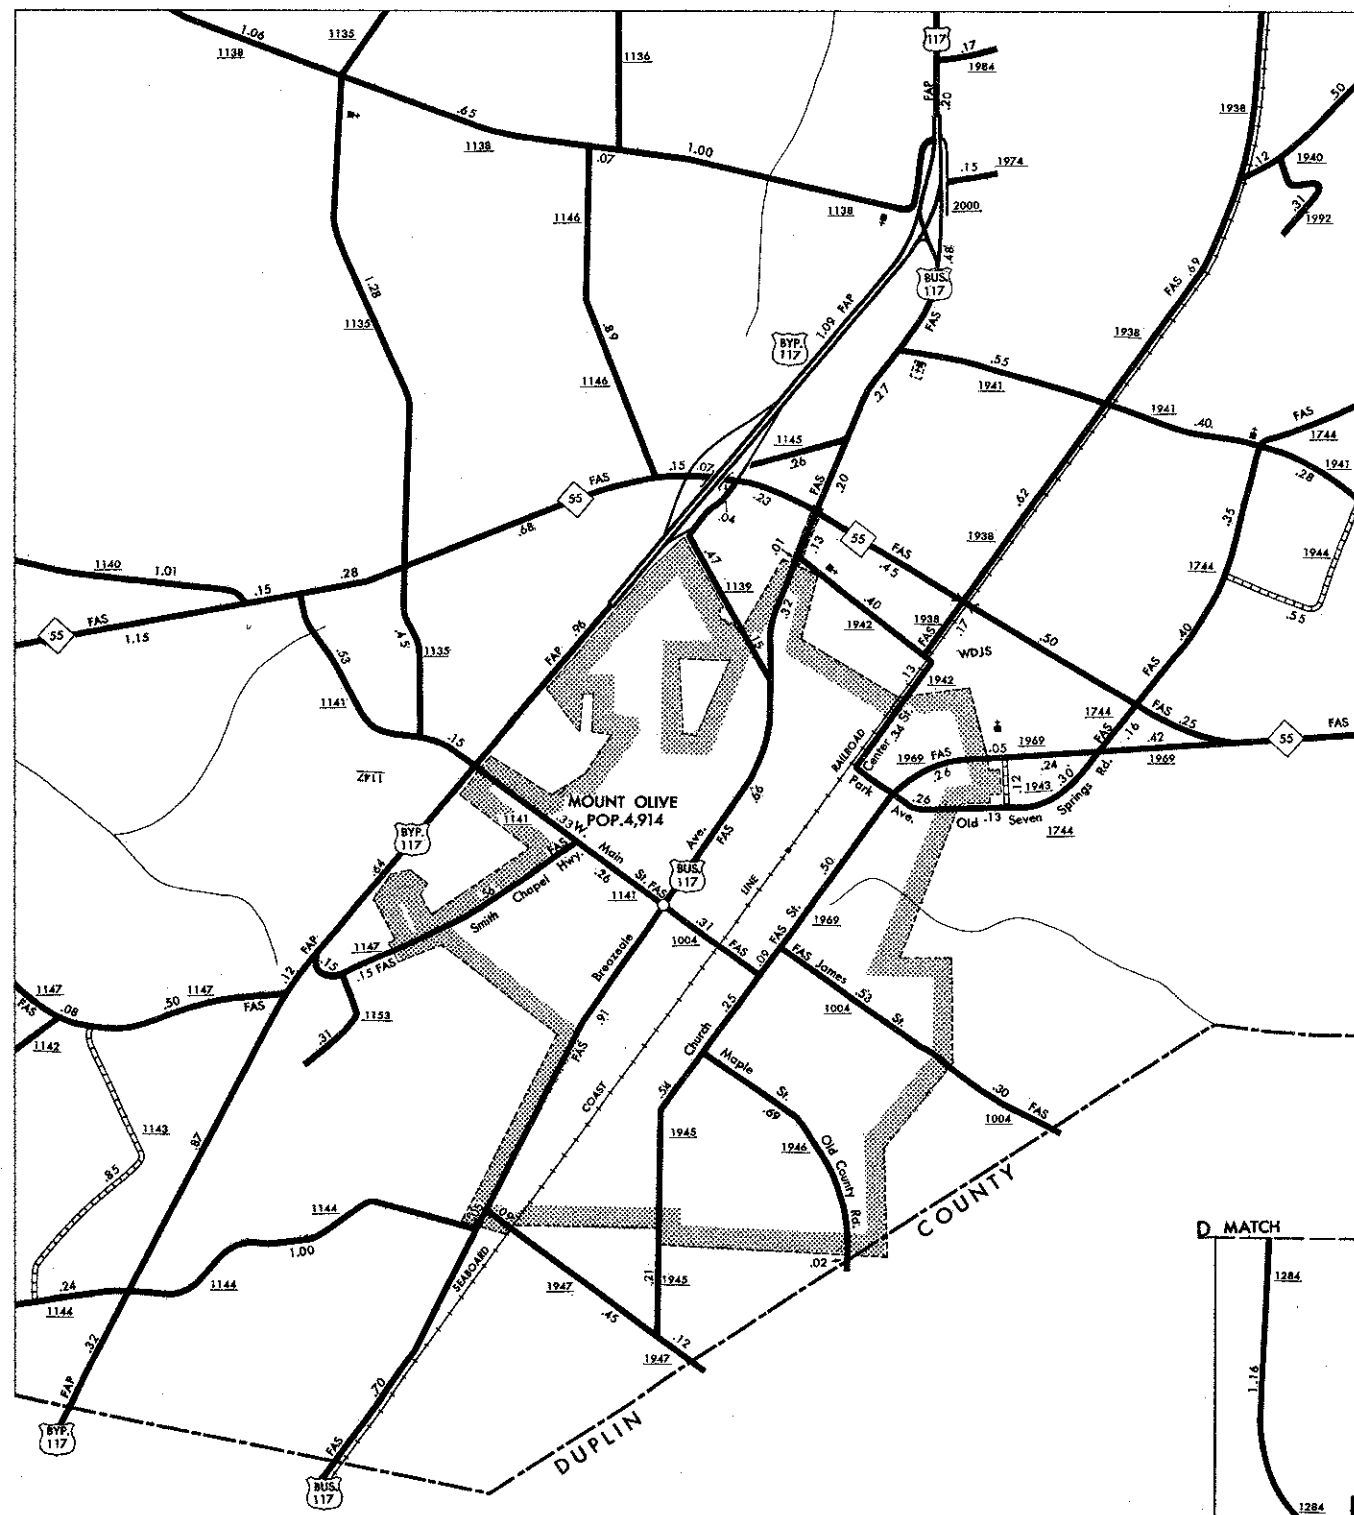 1.06
1138
1135
1136
117
.17
1984
FAP
.20
.50
1938
.65
1138
.07
1.00
.15
1974
.12
1940
1146
1138
2000
.31
1992
.48
BUS.
117
1.28
1135
.89
1.09 FAP
BYP.
117
FAS
FAS .69
1938
1146
.55
1941
.27
1941
.40
FAS
1744
1145
.26
.28
1941
.15
.07
FAS
55
.68
.23
.04
.20
FAS
.62
.35
1938
.01
.13
55
FAS
.45
1944
1140
1.01
.15
.28
.47
1139
1744
.55
FAS
55
1.15
.53
.45
1135
.96
FAP
.15
.32
.40
1942
1938
FAS
.17
WDJS
.50
.40
FAS
1141
.13
1942
.15
1147
RAILROAD
Center .34 St.
1744
FAS
.25
.16
FAS
.42
1969
55
FAS
1969
FAS
.26
.05
1969
.24
.12
1943
.30
Springs Rd.
Park Ave.
.26
Old .13 Seven
1744
MOUNT OLIVE
POP. 4,914
.66
Ave.
FAS
BYP.
117
1141
.33
W. Main St. FAS
FAS
.26
1141
BUS.
117
LINE
.50
.64
.56
Smith Chapel Hwy.
.31
1004
FAS
FAS St.
1969
.09
FAP
.15
1147
.15 FAS
Breazeale
.91
FAS
FAS James St.
.53
1004
1147
FAS
.08
.50
1147
FAS
.12
1142
1153
.31
.25
Church
COAST
Maple St.
.69
.54
.30
FAS
1004
1143
.85
.87
1945
1946
Old County Rd.
1144
1.00
.05
.09
SEABOARD
COUNTY
D MATCH
.24
1144
1144
1947
.45
.21
1945
.02
1284
.32
.12
1947
1.16
FAP
BYP.
117
.70
FAS
BUS.
117
DUPLIN
1284